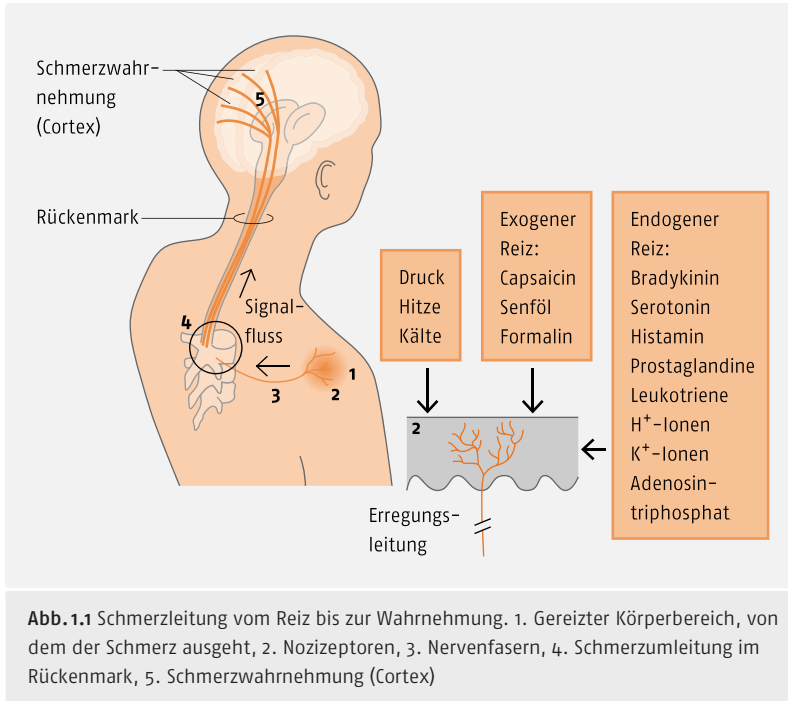 Schmerzwahr-
nehmung
(Cortex)
5
Rückenmark
4
Signal-
fluss
1
2
3
Druck
Hitze
Kälte
Exogener
Reiz:
Capsaicin
Senföl
Formalin
Endogener
Reiz:
Bradykinin
Serotonin
Histamin
Prostaglandine
Leukotriene
H⁺-Ionen
K⁺-Ionen
Adenosin-
triphosphat
2
Erregungs-
leitung
Abb. 1.1 Schmerzleitung vom Reiz bis zur Wahrnehmung. 1. Gereizter Körperbereich, von
dem der Schmerz ausgeht, 2. Nozizeptoren, 3. Nervenfasern, 4. Schmerzumleitung im
Rückenmark, 5. Schmerzwahrnehmung (Cortex)